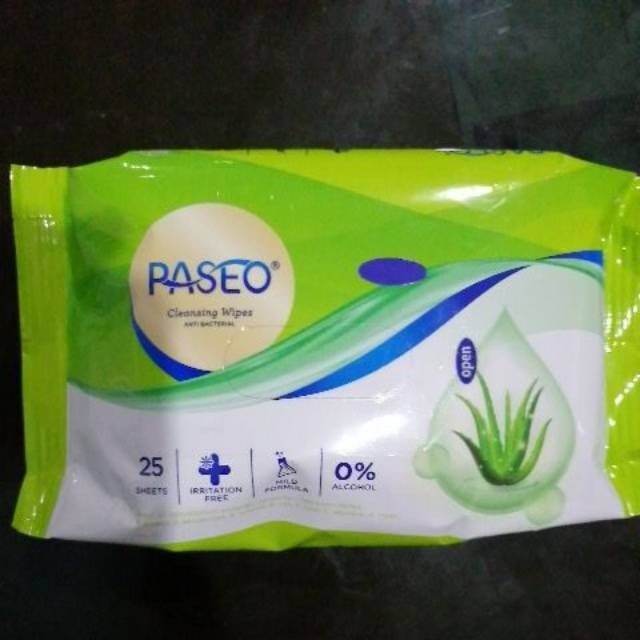 PASEO®
Cleansing Wipes
ANTI BACTERIAL
open
25
SHEETS
IRRITATION
FREE
MILD
FORMULA
0%
ALCOHOL